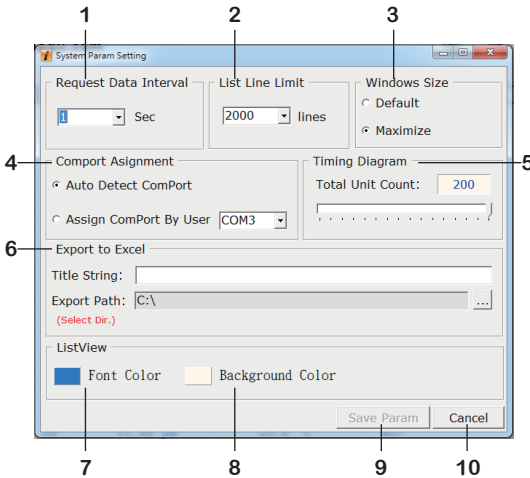 1 2 3
System Param Setting
Request Data Interval List Line Limit Windows Size
1 Sec 2000 lines Default
Maximize
4 Comport Asignment Timing Diagram 5
Auto Detect ComPort Total Unit Count: 200
Assign ComPort By User COM3
6 Export to Excel
Title String:
Export Path: C:\ ...
(Select Dir.)
ListView
Font Color Background Color
Save Param Cancel
7 8 9 10